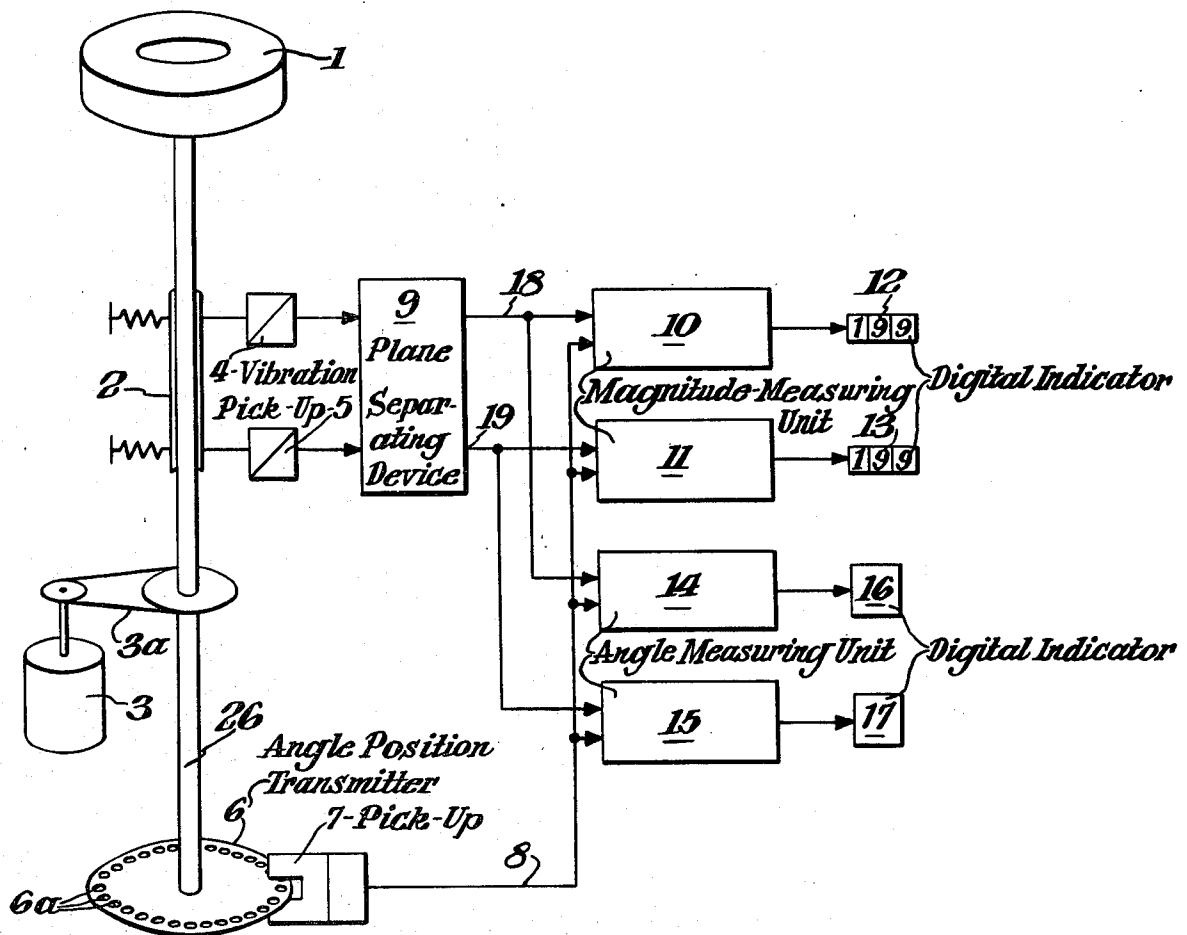 1
2
4-Vibration
Pick-Up-5
9
Plane
Separ-
ating
Device
18
19
10
Magnitude-Measuring
Unit
11
12
199
Digital Indicator
13
199
14
Angle Measuring Unit
15
16
Digital Indicator
17
3a
3
26
Angle Position
Transmitter
6
7-Pick-Up
8
6a